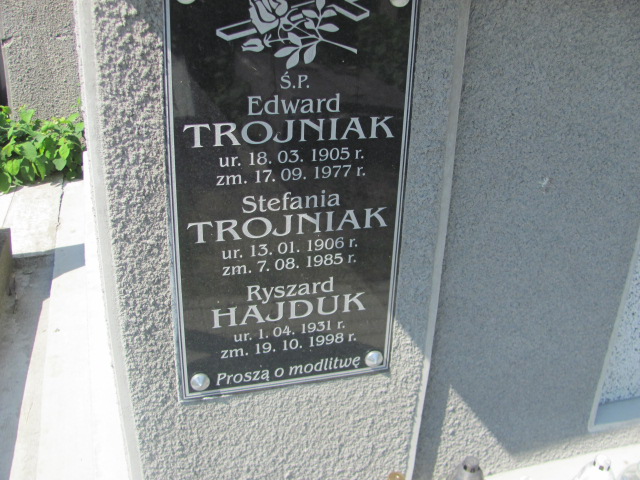 Ś.P.
Edward
TROJNIAK
ur. 18. 03. 1905 r.
zm. 17. 09. 1977 r.
Stefania
TROJNIAK
ur. 13. 01. 1906 r.
zm. 7. 08. 1985 r.
Ryszard
HAJDUK
ur. 1. 04. 1931 r.
zm. 19. 10. 1998 r.
Proszą o modlitwę